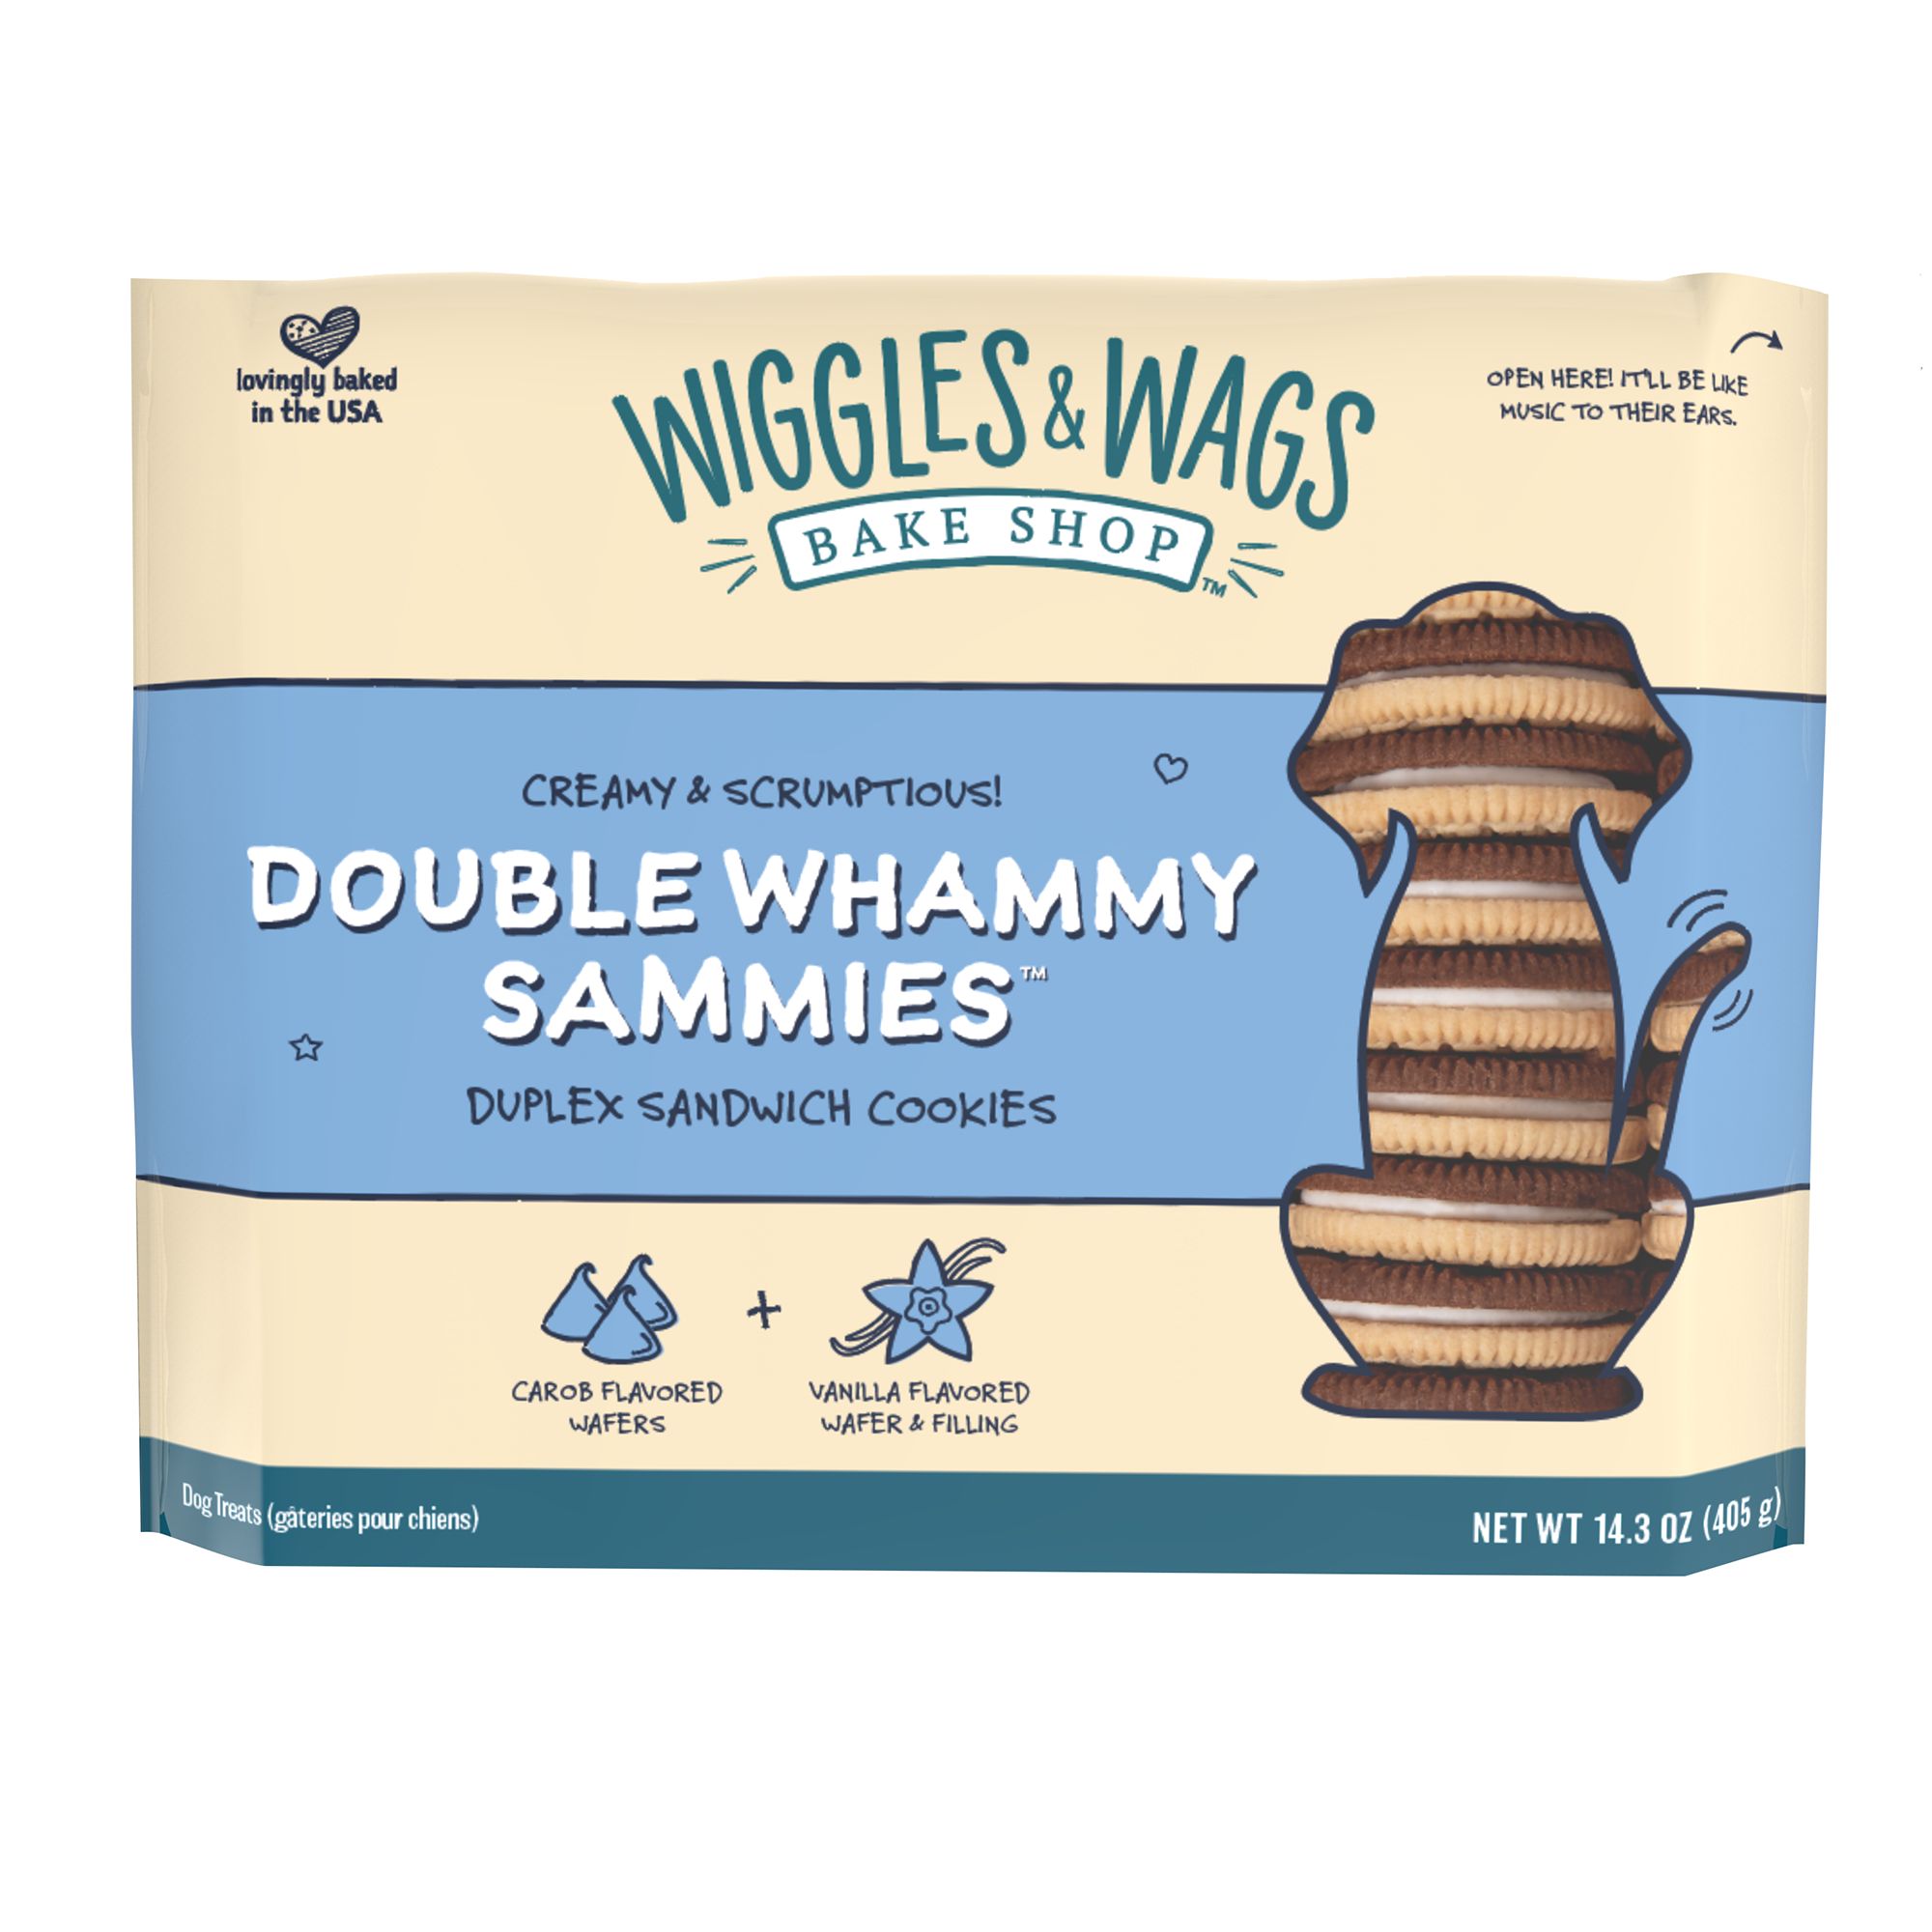 lovingly baked
in the USA
WIGGLES & WAGS
BAKE SHOP™
OPEN HERE! IT'LL BE LIKE
MUSIC TO THEIR EARS.
CREAMY & SCRUMPTIOUS!
DOUBLE WHAMMY
SAMMIES™
DUPLEX SANDWICH COOKIES
+
CAROB FLAVORED
WAFERS
VANILLA FLAVORED
WAFER & FILLING
Dog Treats (gâteries pour chiens)
NET WT 14.3 OZ (405 g)